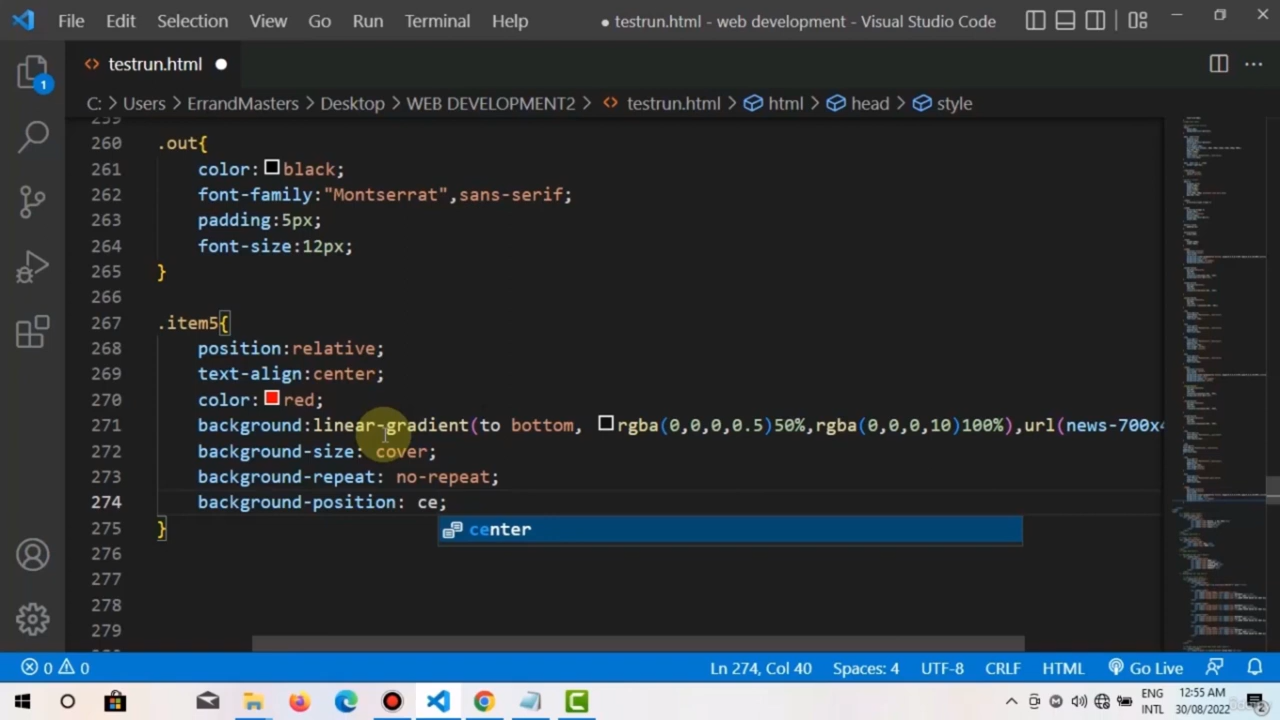 File Edit Selection View Go Run Terminal Help ● testrun.html - web development - Visual Studio Code
testrun.html
C: > Users > ErrandMasters > Desktop > WEB DEVELOPMENT2 > testrun.html > html > head > style
259
260 .out{
261 color:black;
262 font-family:"Montserrat",sans-serif;
263 padding:5px;
264 font-size:12px;
265 }
266
267 .item5{
268 position:relative;
269 text-align:center;
270 color:red;
271 background:linear-gradient(to bottom, rgba(0,0,0,0.5)50%,rgba(0,0,0,10)100%),url(news-700x4
272 background-size: cover;
273 background-repeat: no-repeat;
274 background-position: ce;
center
275 }
276
277
278
279
1
0 0 Ln 274, Col 40 Spaces: 4 UTF-8 CRLF HTML Go Live
ENG 12:55 AM
INTL 30/08/2022 2